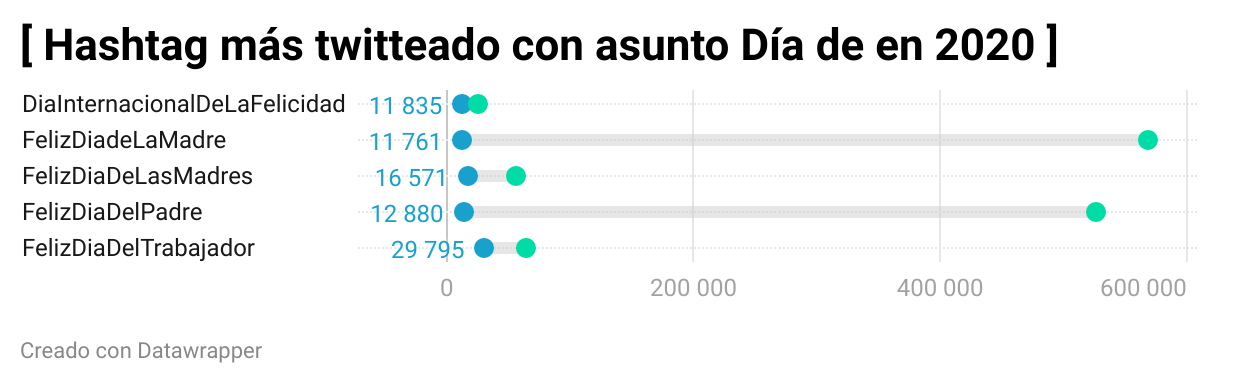 [ Hashtag más twitteado con asunto Día de en 2020 ]
DiaInternacionalDeLaFelicidad 11 835
FelizDiadeLaMadre 11 761
FelizDiaDeLasMadres 16 571
FelizDiaDelPadre 12 880
FelizDiaDelTrabajador 29 795
0 200 000 400 000 600 000
Creado con Datawrapper